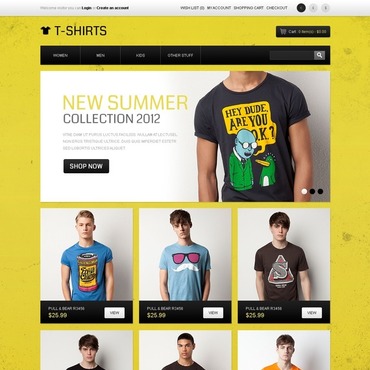 Welcome visitor you can Login or Create an account
WISH LIST (0) MY ACCOUNT SHOPPING CART CHECKOUT
T-SHIRTS
Cart: 0 item(s) - $0.00
WOMEN MEN KIDS OTHER STUFF
NEW SUMMER
COLLECTION 2012
SHOP NOW
HEY DUDE,
ARE YOU
O.K.?
PULL & BEAR R3456
$25.99
VIEW
PULL & BEAR R3456
$25.99
VIEW
PULL & BEAR R3456
$25.99
VIEW